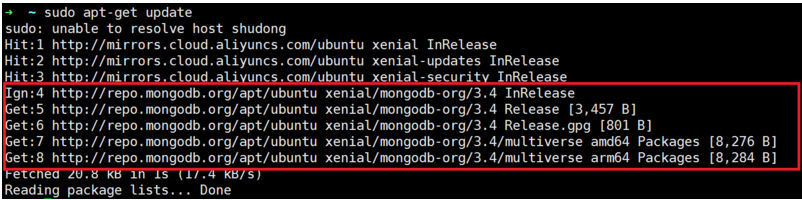 → ~ sudo apt-get update
sudo: unable to resolve host shudong
Hit:1 http://mirrors.cloud.aliyuncs.com/ubuntu xenial InRelease
Hit:2 http://mirrors.cloud.aliyuncs.com/ubuntu xenial-updates InRelease
Hit:3 http://mirrors.cloud.aliyuncs.com/ubuntu xenial-security InRelease
Ign:4 http://repo.mongodb.org/apt/ubuntu xenial/mongodb-org/3.4 InRelease
Get:5 http://repo.mongodb.org/apt/ubuntu xenial/mongodb-org/3.4 Release [3,457 B]
Get:6 http://repo.mongodb.org/apt/ubuntu xenial/mongodb-org/3.4 Release.gpg [801 B]
Get:7 http://repo.mongodb.org/apt/ubuntu xenial/mongodb-org/3.4/multiverse amd64 Packages [8,276 B]
Get:8 http://repo.mongodb.org/apt/ubuntu xenial/mongodb-org/3.4/multiverse arm64 Packages [8,284 B]
Fetched 20.8 kB in 1s (17.4 kB/s)
Reading package lists... Done